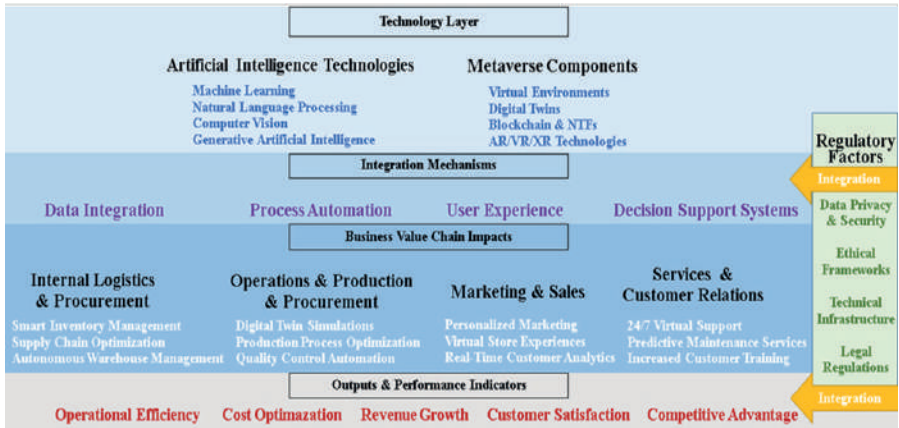 Technology Layer
Artificial Intelligence Technologies
Machine Learning
Natural Language Processing
Computer Vision
Generative Artificial Intelligence
Metaverse Components
Virtual Environments
Digital Twins
Blockchain & NTFs
AR/VR/XR Technologies
Integration Mechanisms
Data Integration
Process Automation
User Experience
Decision Support Systems
Business Value Chain Impacts
Internal Logistics
& Procurement
Smart Inventory Management
Supply Chain Optimization
Autonomous Warehouse Management
Operations & Production
& Procurement
Digital Twin Simulations
Production Process Optimization
Quality Control Automation
Marketing & Sales
Personalized Marketing
Virtual Store Experiences
Real-Time Customer Analytics
Services &
Customer Relations
24/7 Virtual Support
Predictive Maintenance Services
Increased Customer Training
Outputs & Performance Indicators
Operational Efficiency
Cost Optimazation
Revenue Growth
Customer Satisfaction
Competitive Advantage
Regulatory
Factors
Integration
Data Privacy
& Security
Ethical
Frameworks
Technical
Infrastructure
Legal
Regulations
Integration